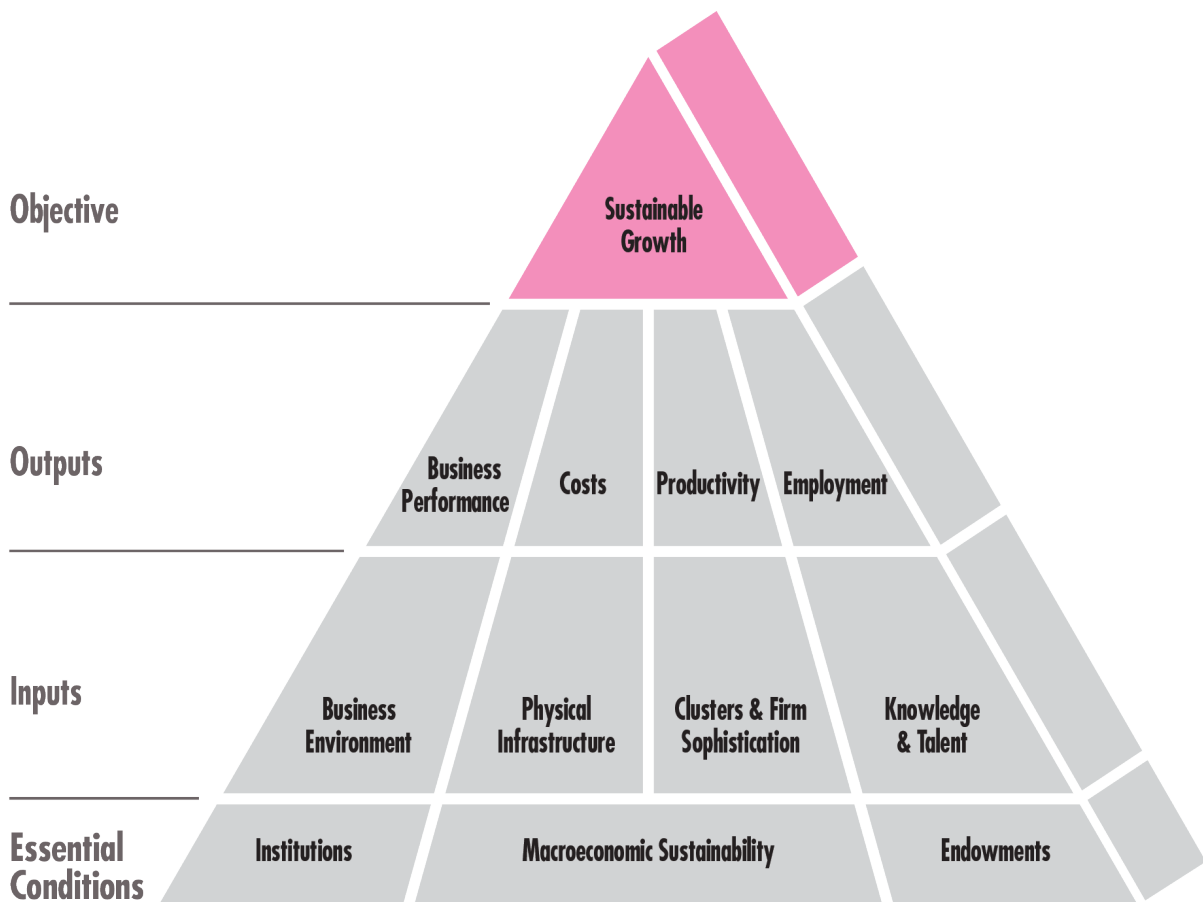 Objective
Sustainable
Growth
Outputs
Business
Performance
Costs
Productivity
Employment
Inputs
Business
Environment
Physical
Infrastructure
Clusters & Firm
Sophistication
Knowledge
& Talent
Essential
Conditions
Institutions
Macroeconomic Sustainability
Endowments